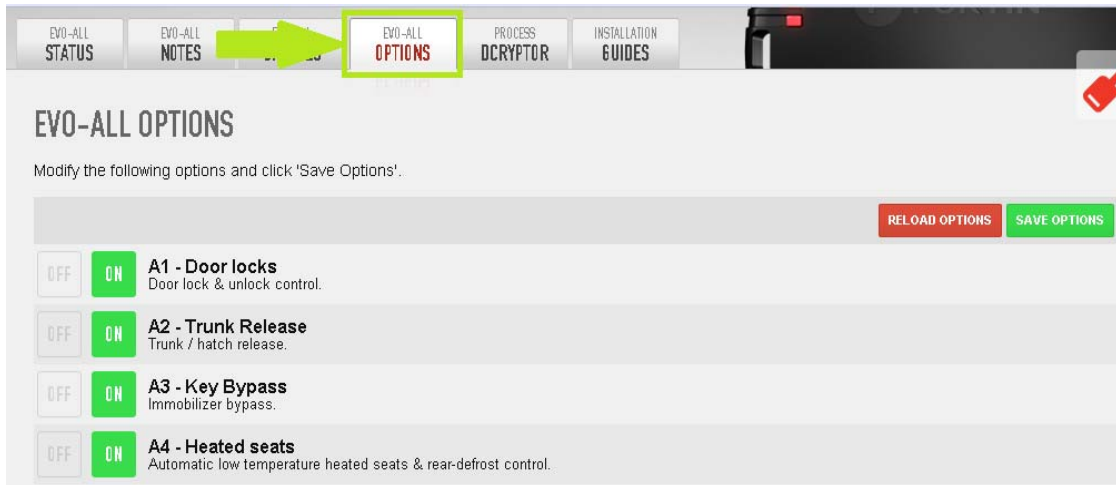 EVO-ALL
STATUS
EVO-ALL
NOTES
EVO-ALL
OPTIONS
PROCESS
DCRYPTOR
INSTALLATION
GUIDES
EVO-ALL OPTIONS
Modify the following options and click 'Save Options'.
RELOAD OPTIONS
SAVE OPTIONS
OFF
ON
A1 - Door locks
Door lock & unlock control.
OFF
ON
A2 - Trunk Release
Trunk / hatch release.
OFF
ON
A3 - Key Bypass
Immobilizer bypass.
OFF
ON
A4 - Heated seats
Automatic low temperature heated seats & rear-defrost control.